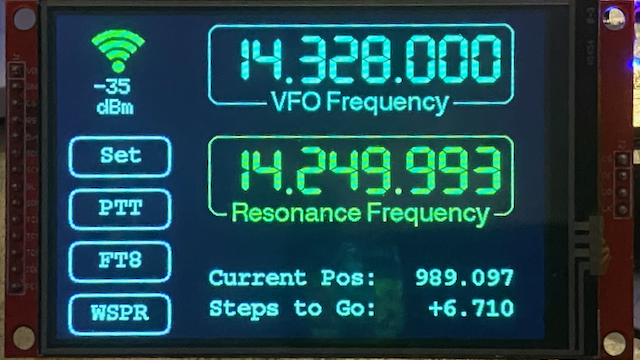 -35
dBm
14.328.000
VFO Frequency
14.249.993
Resonance Frequency
Set
PTT
FT8
WSPR
Current Pos: 989.097
Steps to Go: +6.710